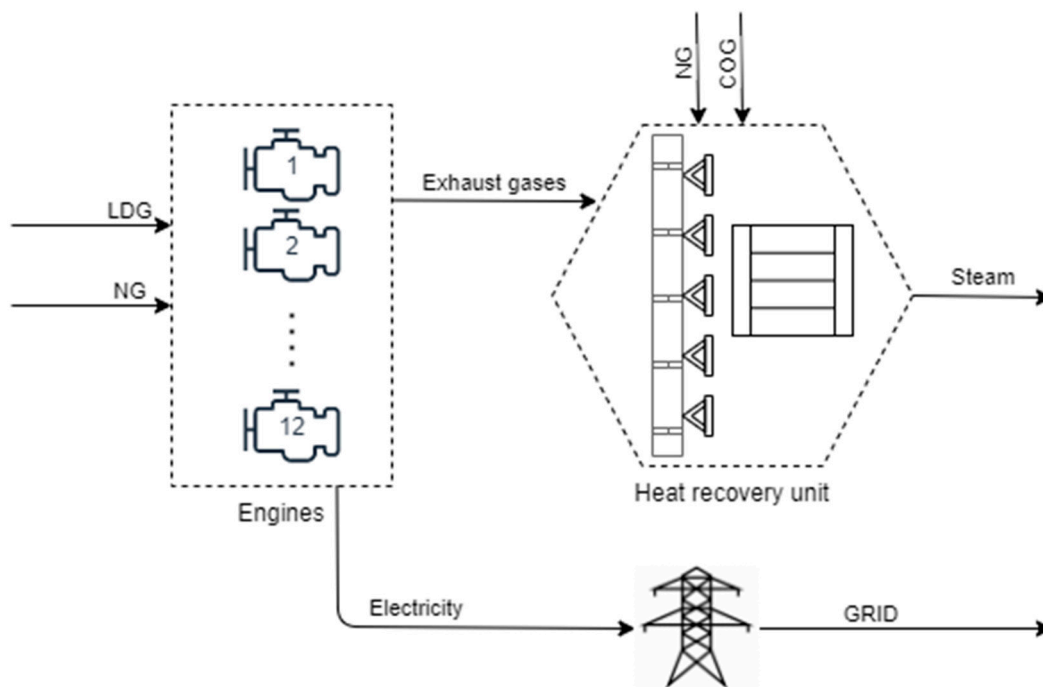 NG
COG
1
Exhaust gases
LDG
2
NG
Steam
12
Heat recovery unit
Engines
Electricity
GRID